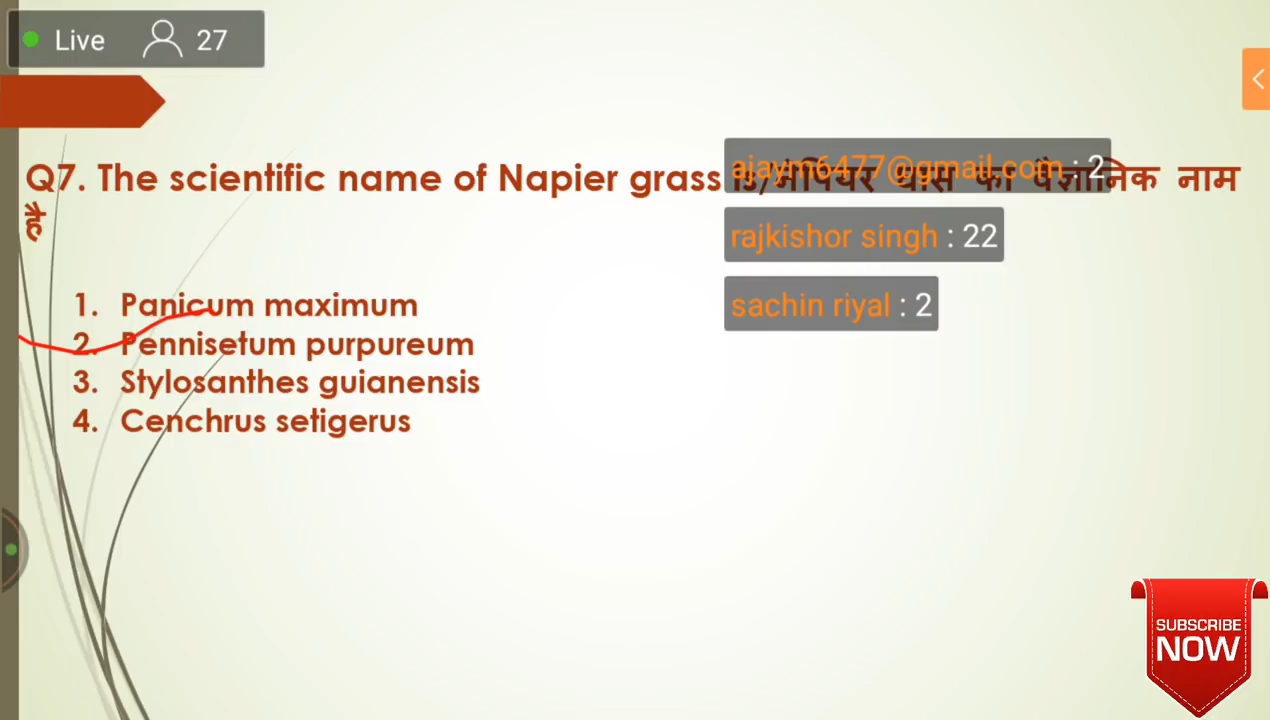 Live 27
Q7. The scientific name of Napier grass is/नेपियर घास का वैज्ञानिक नाम
है
ajaym6477@gmail.com : 2
rajkishor singh : 22
sachin riyal : 2
1. Panicum maximum
2. Pennisetum purpureum
3. Stylosanthes guianensis
4. Cenchrus setigerus
SUBSCRIBE
NOW